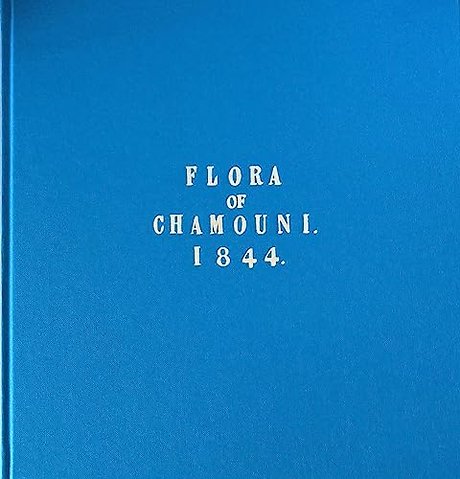 FLORA
OF
CHAMOUNI.
1844.